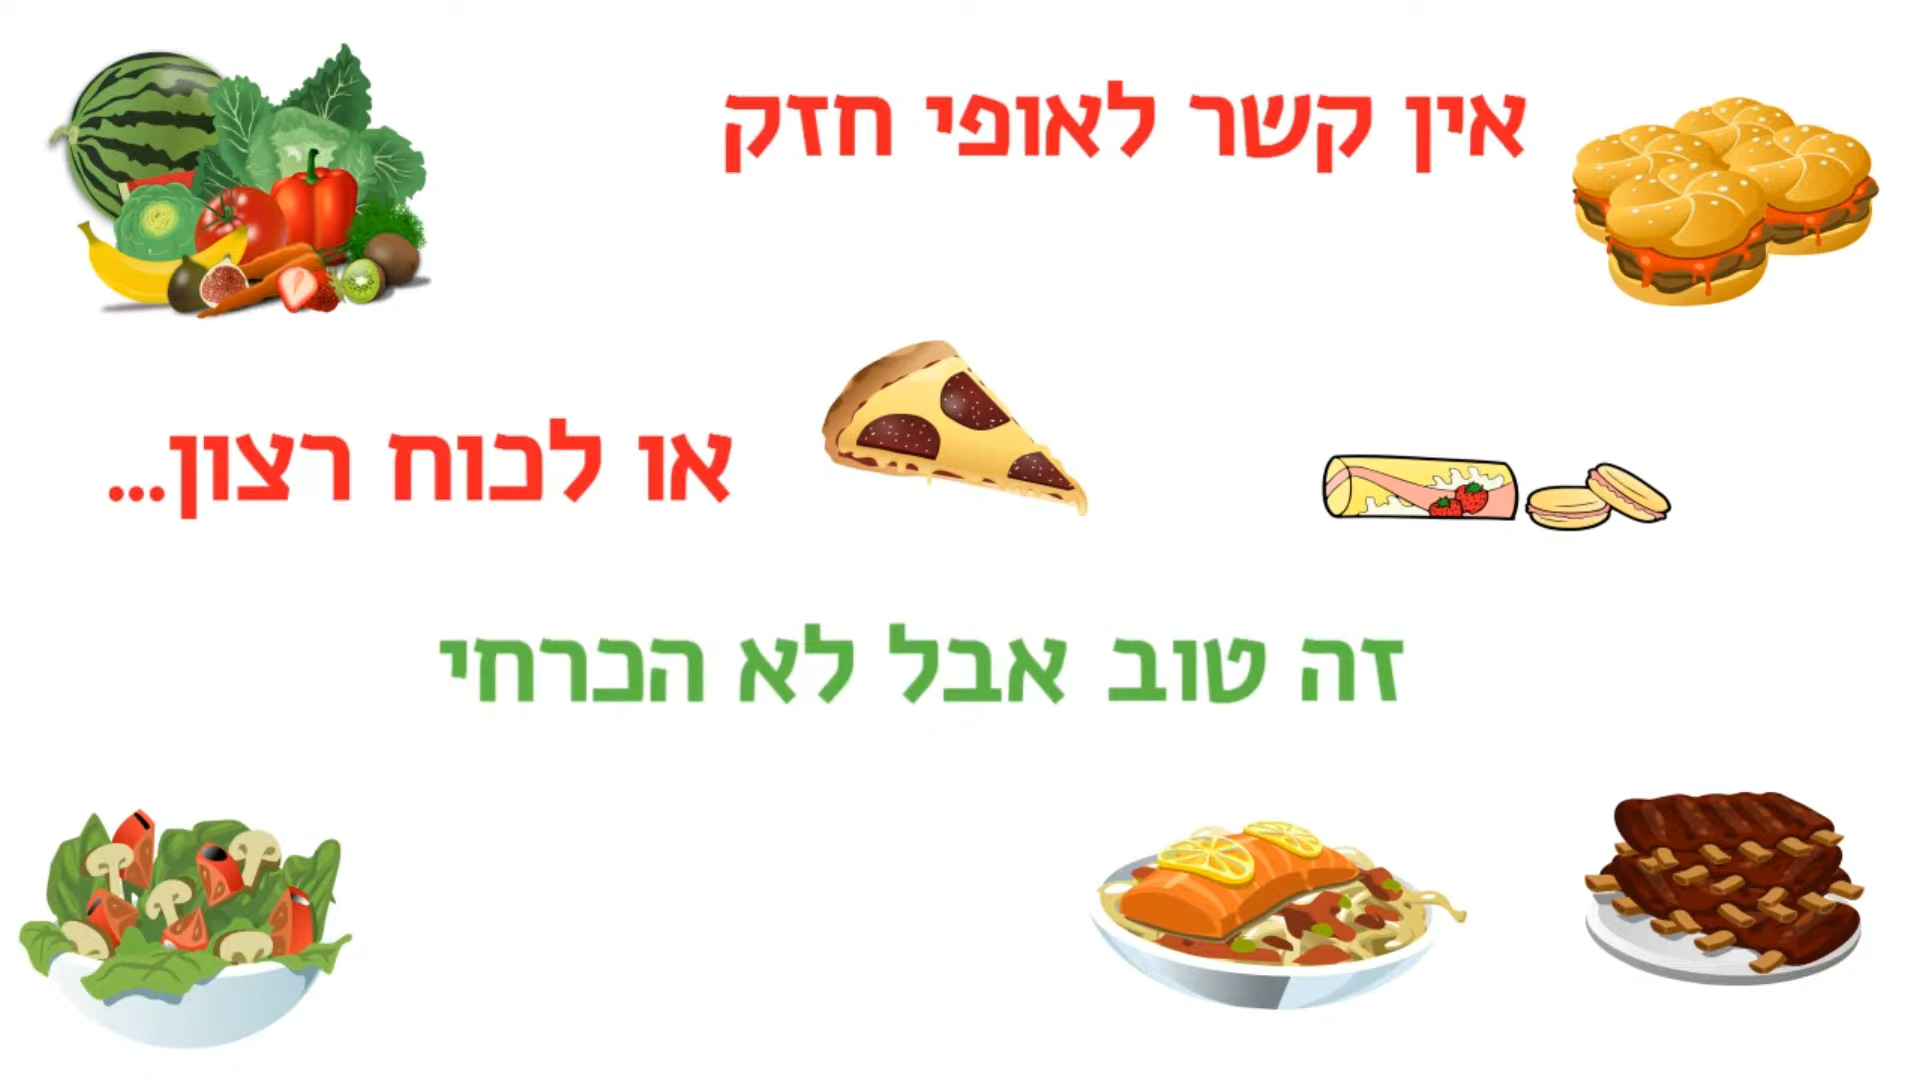 אין קשר לאופי חזק
או לכוח רצון...
זה טוב אבל לא הכרחי